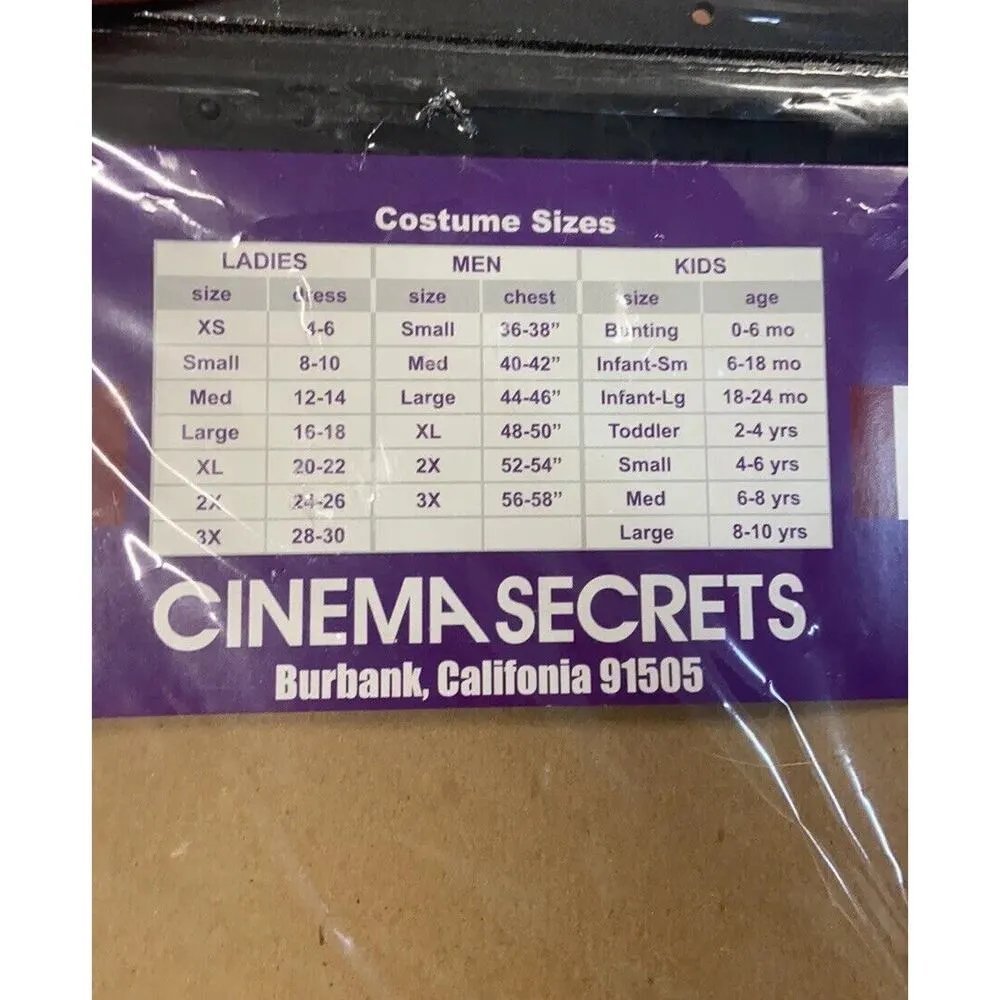 Costume Sizes
LADIES MEN KIDS
size dress size chest size age
XS 4-6 Small 36-38" Bunting 0-6 mo
Small 8-10 Med 40-42" Infant-Sm 6-18 mo
Med 12-14 Large 44-46" Infant-Lg 18-24 mo
Large 16-18 XL 48-50" Toddler 2-4 yrs
XL 20-22 2X 52-54" Small 4-6 yrs
2X 24-26 3X 56-58" Med 6-8 yrs
3X 28-30 Large 8-10 yrs
CINEMA SECRETS
Burbank, Califonia 91505